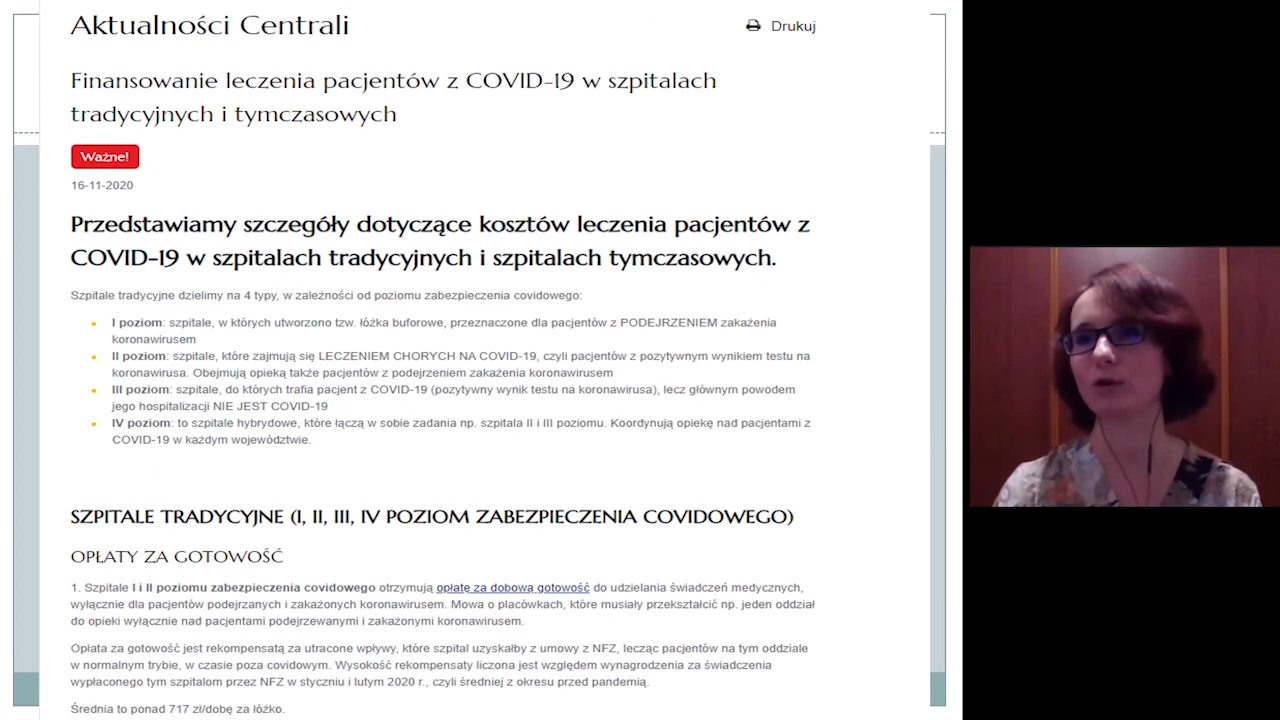 Aktualności Centrali
Drukuj
Finansowanie leczenia pacjentów z COVID-19 w szpitalach
tradycyjnych i tymczasowych
Ważne!
16-11-2020
Przedstawiamy szczegóły dotyczące kosztów leczenia pacjentów z
COVID-19 w szpitalach tradycyjnych i szpitalach tymczasowych.
Szpitale tradycyjne dzielimy na 4 typy, w zależności od poziomu zabezpieczenia covidowego:
I poziom: szpitale, w których utworzono tzw. łóżka buforowe, przeznaczone dla pacjentów z PODEJRZENIEM zakażenia
koronawirusem
II poziom: szpitale, które zajmują się LECZENIEM CHORYCH NA COVID-19, czyli pacjentów z pozytywnym wynikiem testu na
koronawirusa. Obejmują opieką także pacjentów z podejrzeniem zakażenia koronawirusem
III poziom: szpitale, do których trafia pacjent z COVID-19 (pozytywny wynik testu na koronawirusa), lecz głównym powodem
jego hospitalizacji NIE JEST COVID-19
IV poziom: to szpitale hybrydowe, które łączą w sobie zadania np. szpitala II i III poziomu. Koordynują opiekę nad pacjentami z
COVID-19 w każdym województwie.
SZPITALE TRADYCYJNE (I, II, III, IV POZIOM ZABEZPIECZENIA COVIDOWEGO)
OPŁATY ZA GOTOWOŚĆ
1. Szpitale I i II poziomu zabezpieczenia covidowego otrzymują opłatę za dobową gotowość do udzielania świadczeń medycznych,
wyłącznie dla pacjentów podejrzanych i zakażonych koronawirusem. Mowa o placówkach, które musiały przekształcić np. jeden oddział
do opieki wyłącznie nad pacjentami podejrzewanymi i zakażonymi koronawirusem.
Opłata za gotowość jest rekompensatą za utracone wpływy, które szpital uzyskałby z umowy z NFZ, lecząc pacjentów na tym oddziale
w normalnym trybie, w czasie poza covidowym. Wysokość rekompensaty liczona jest względem wynagrodzenia za świadczenia
wypłaconego tym szpitalom przez NFZ w styczniu i lutym 2020 r., czyli średniej z okresu przed pandemią.
Średnia to ponad 717 zł/dobę za łóżko.